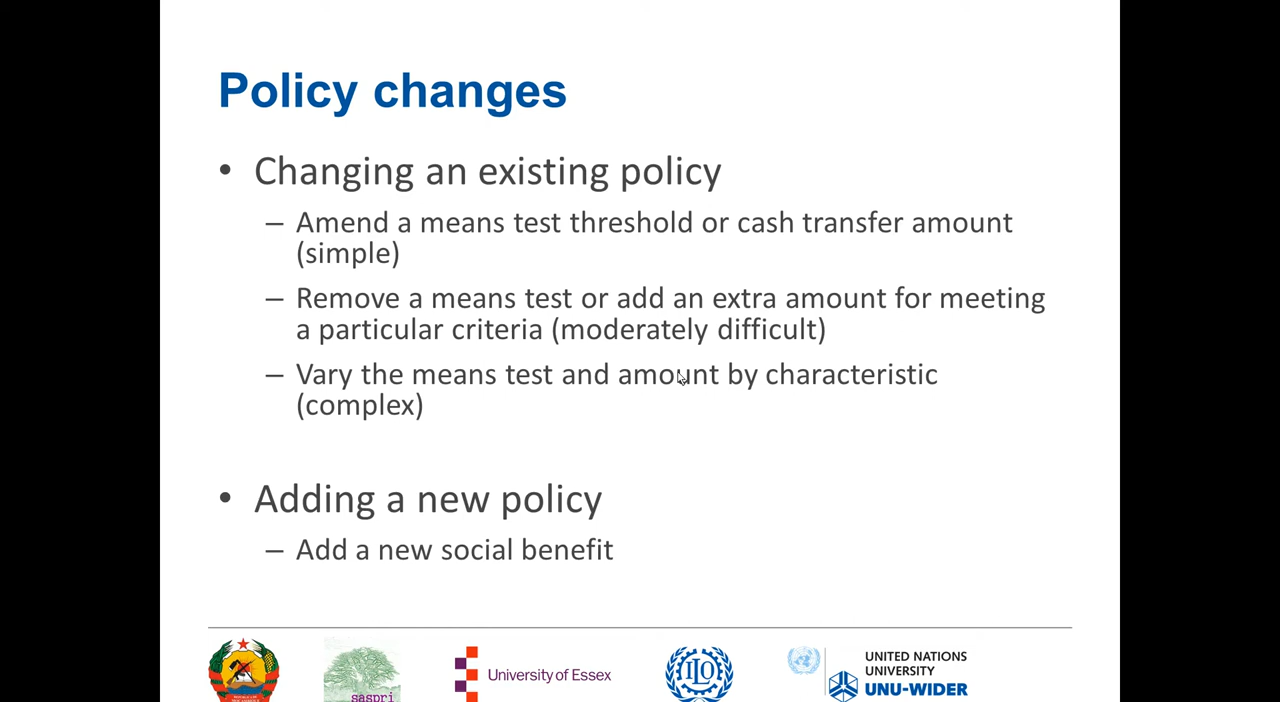 Policy changes
• Changing an existing policy
– Amend a means test threshold or cash transfer amount
(simple)
– Remove a means test or add an extra amount for meeting
a particular criteria (moderately difficult)
– Vary the means test and amount by characteristic
(complex)
• Adding a new policy
– Add a new social benefit
saspri
University of Essex
ILO
UNITED NATIONS
UNIVERSITY
UNU-WIDER